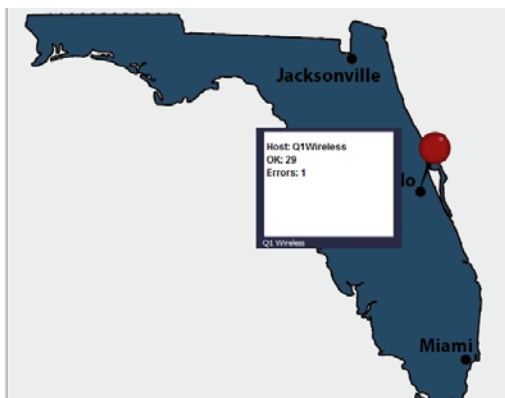 Jacksonville
Host: Q1Wireless
OK: 29
Errors: 1
lo
Q1 Wireless
Miami